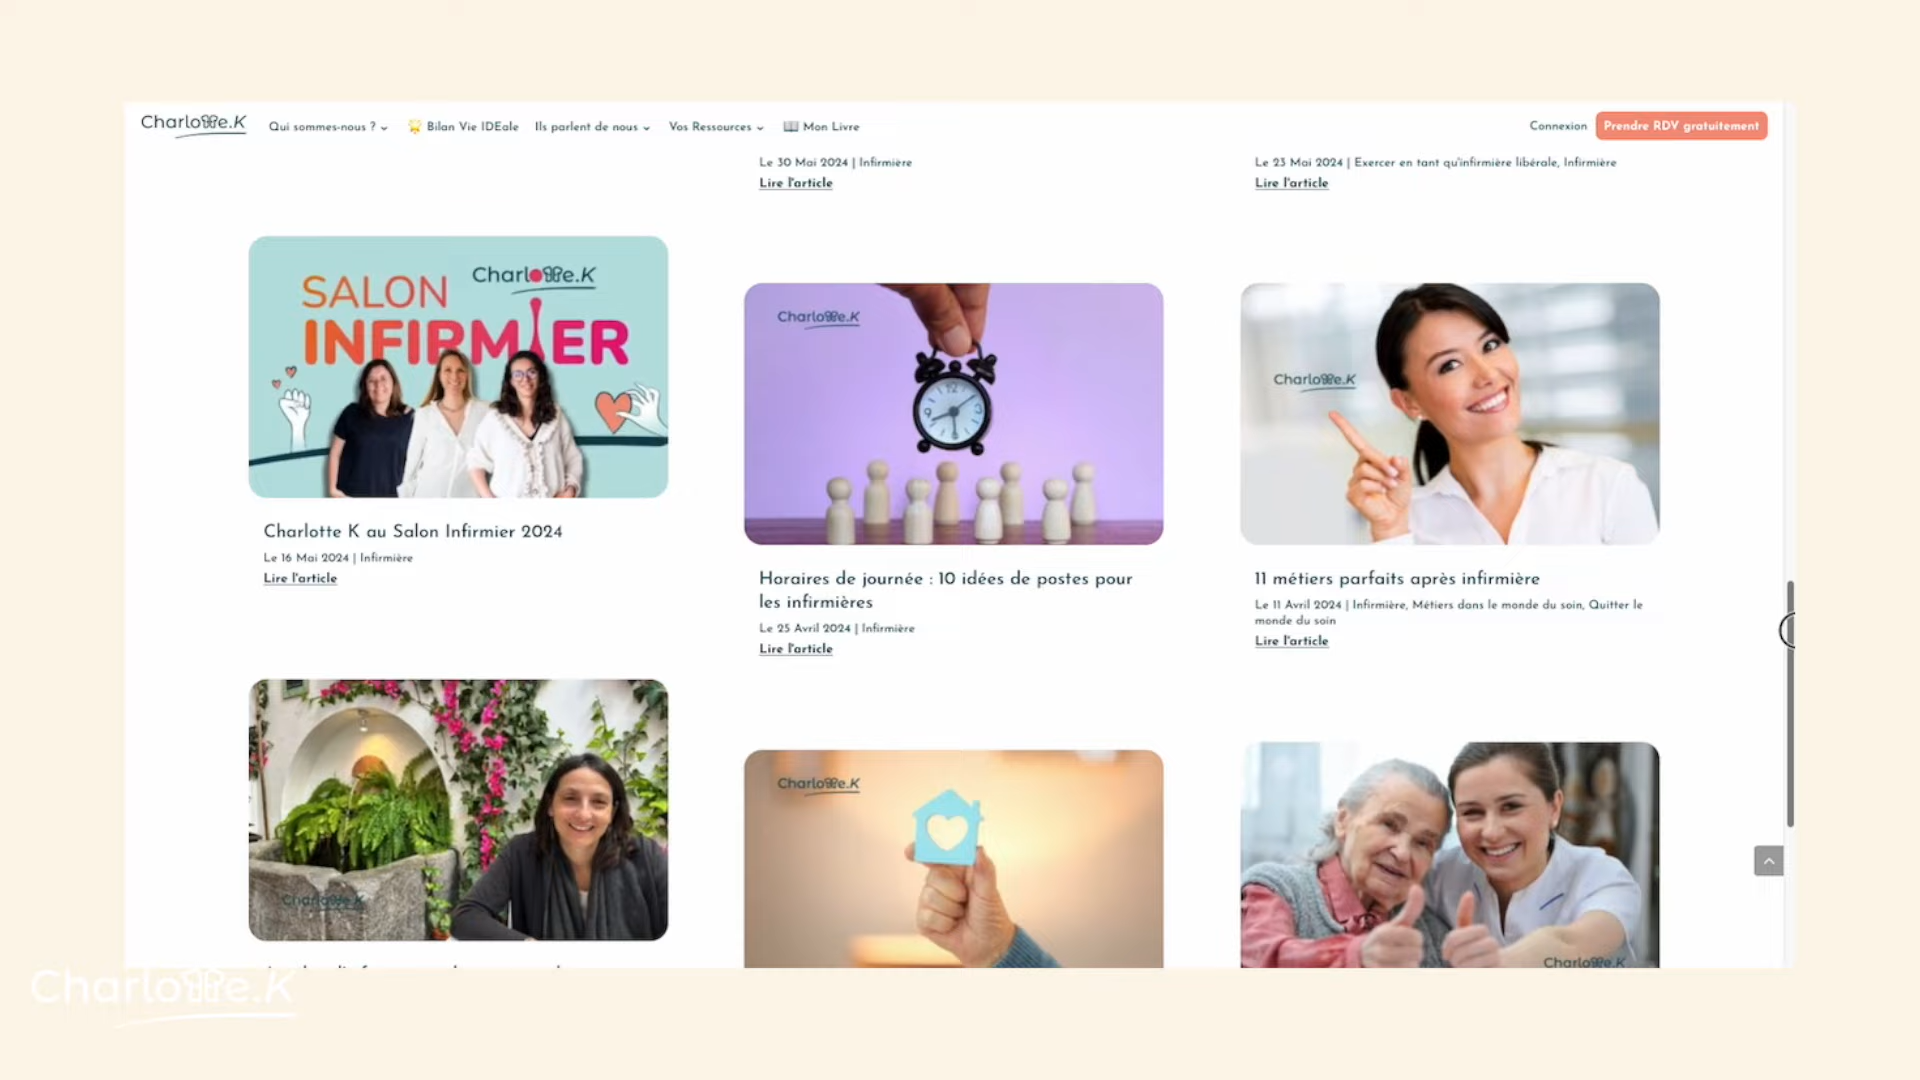 Charlotte.K
Qui sommes-nous ?
Bilan Vie IDEale
Ils parlent de nous
Vos Ressources
Mon Livre
Connexion
Prendre RDV gratuitement
Le 30 Mai 2024 | Infirmière
Lire l'article
Le 23 Mai 2024 | Exercer en tant qu'infirmière libérale, Infirmière
Lire l'article
Charlotte.K
SALON
INFIRMIER
Charlotte K au Salon Infirmier 2024
Le 16 Mai 2024 | Infirmière
Lire l'article
Charlotte.K
12
9
Horaires de journée : 10 idées de postes pour
les infirmières
Le 25 Avril 2024 | Infirmière
Lire l'article
Charlotte.K
11 métiers parfaits après infirmière
Le 11 Avril 2024 | Infirmière, Métiers dans le monde du soin, Quitter le
monde du soin
Lire l'article
Charlotte.K
Charlotte.K
Charlotte.K
Charlotte.K